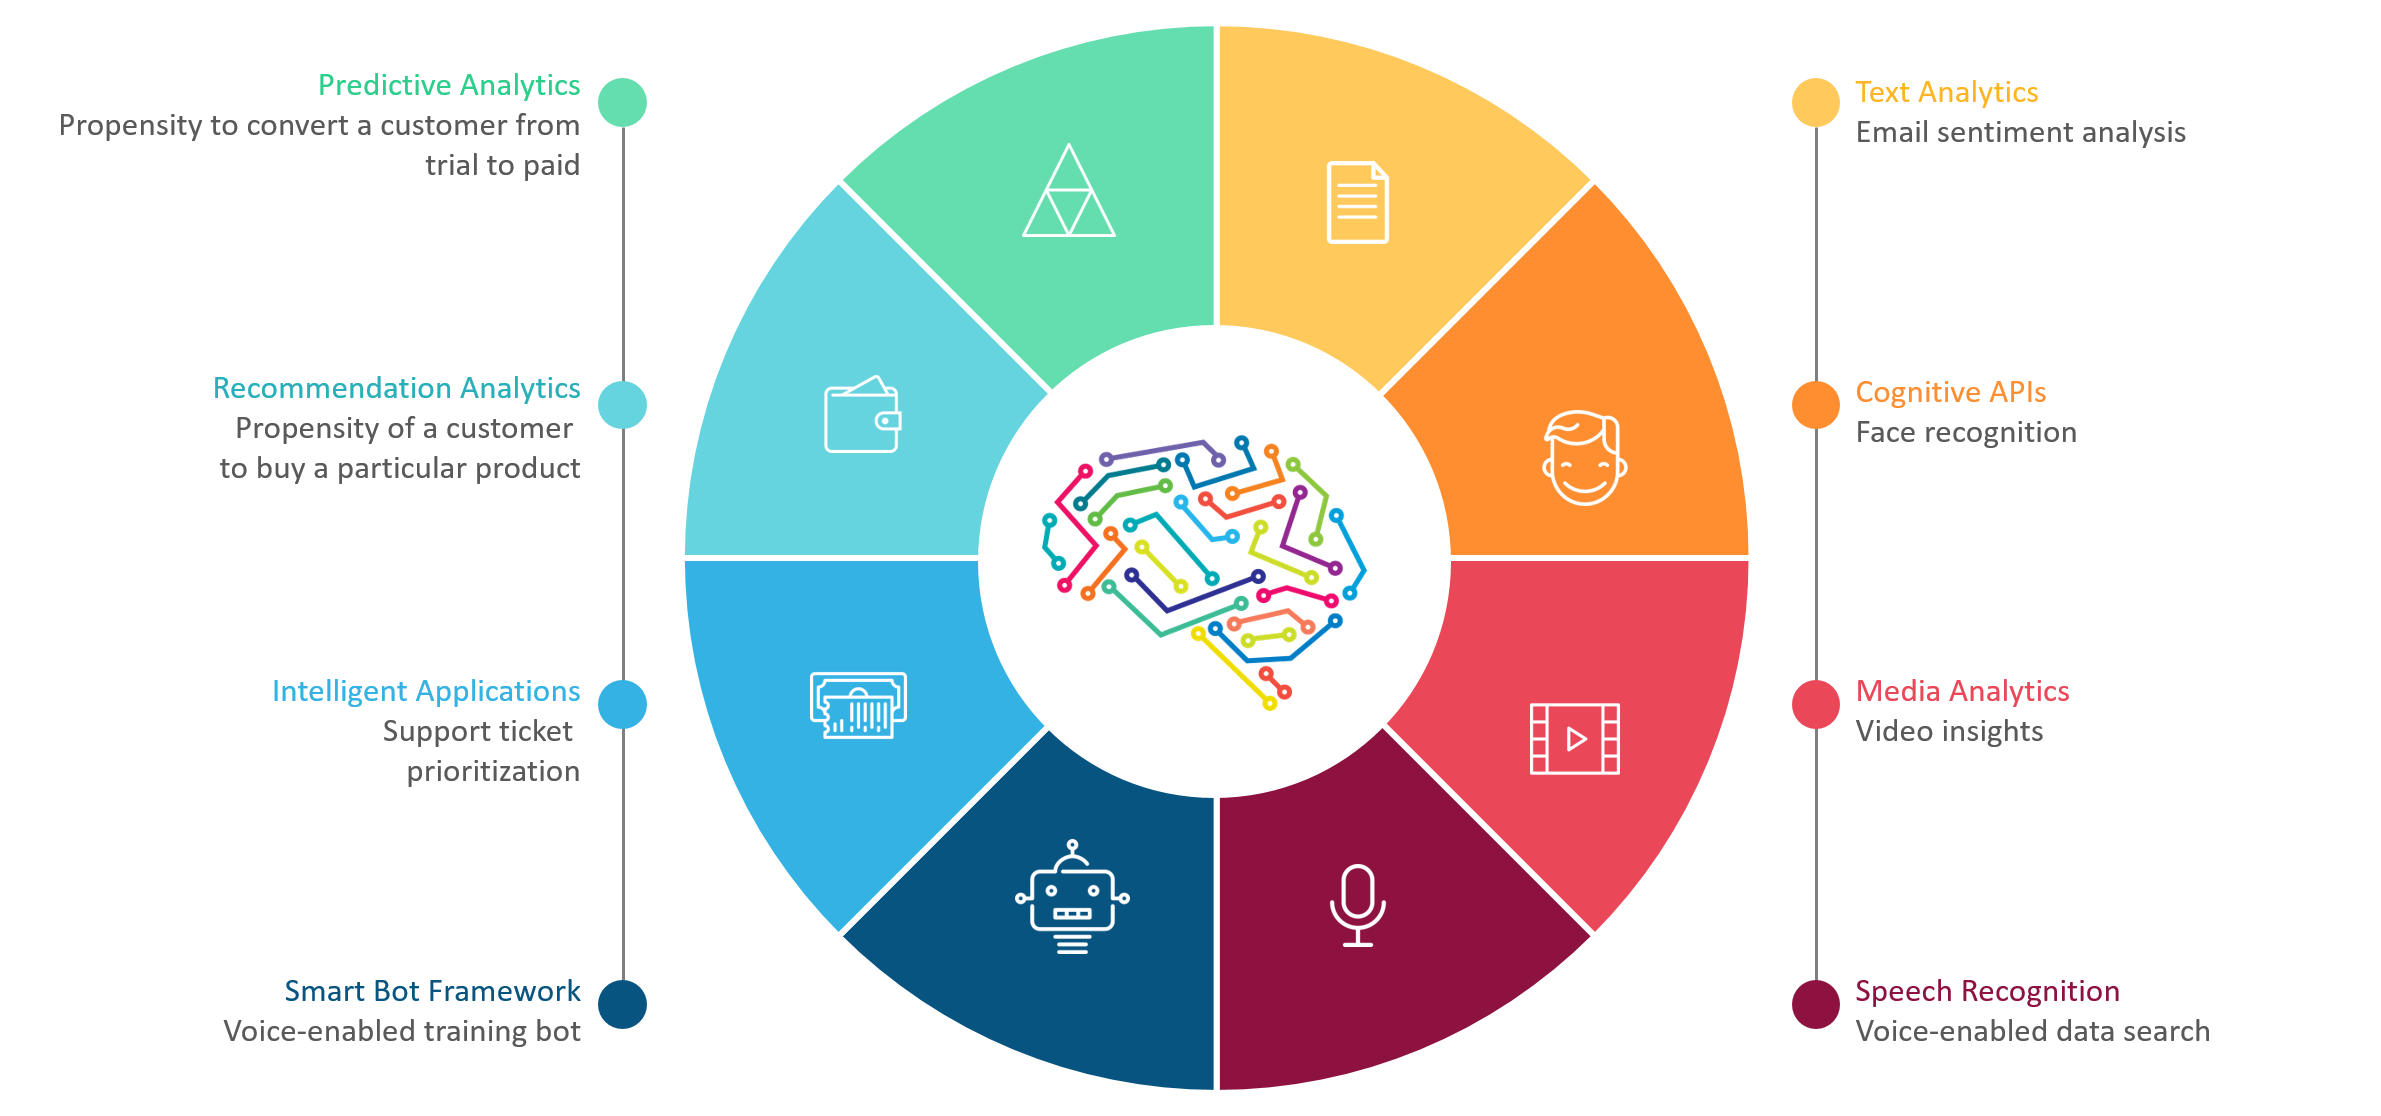 Predictive Analytics
Propensity to convert a customer from
trial to paid
Recommendation Analytics
Propensity of a customer
to buy a particular product
Intelligent Applications
Support ticket
prioritization
Smart Bot Framework
Voice-enabled training bot
Text Analytics
Email sentiment analysis
Cognitive APIs
Face recognition
Media Analytics
Video insights
Speech Recognition
Voice-enabled data search